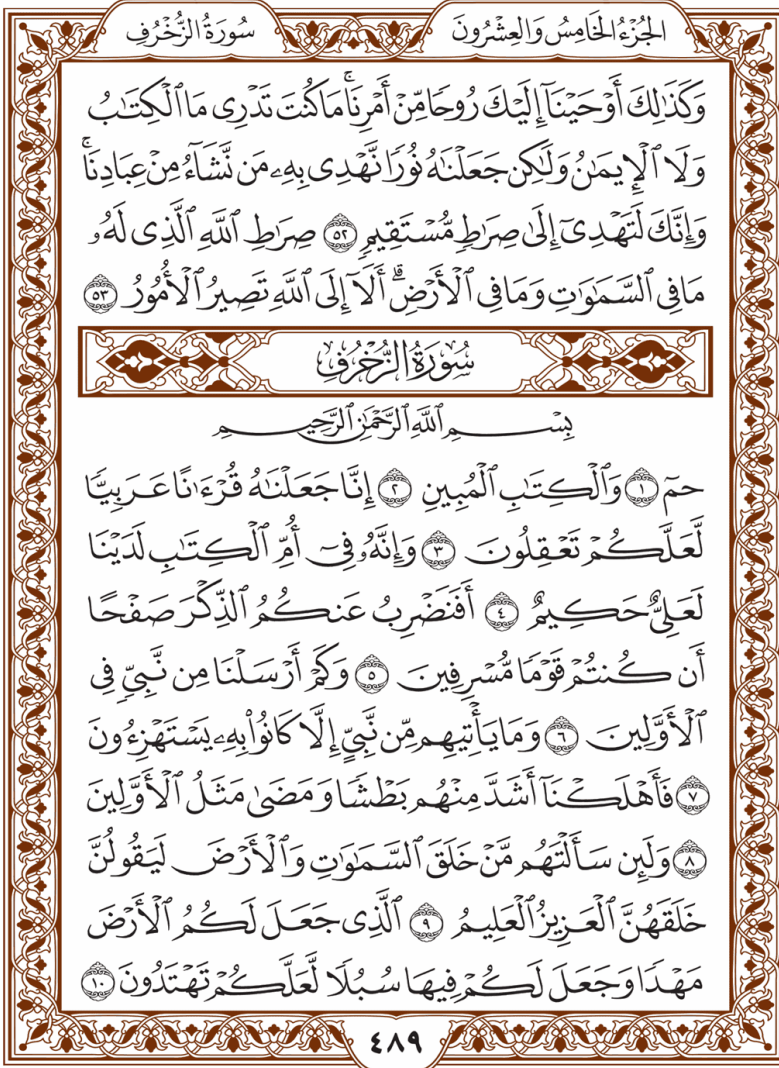 الجُزْءُ الخَامِسُ وَالعِشْرُونَ
سُورَةُ الزُّخْرُفِ
وَكَذَٰلِكَ أَوْحَيْنَآ إِلَيْكَ رُوحًا مِّنْ أَمْرِنَاۚ مَا كُنتَ تَدْرِى مَا ٱلْكِتَٰبُ
وَلَا ٱلْإِيمَٰنُ وَلَٰكِن جَعَلْنَٰهُ نُورًا نَّهْدِى بِهِۦ مَن نَّشَآءُ مِنْ عِبَادِنَاۚ
وَإِنَّكَ لَتَهْدِىٓ إِلَىٰ صِرَٰطٍ مُّسْتَقِيمٍ ٥٢ صِرَٰطِ ٱللَّهِ ٱلَّذِى لَهُۥ
مَا فِى ٱلسَّمَٰوَٰتِ وَمَا فِى ٱلْأَرْضِۗ أَلَآ إِلَى ٱللَّهِ تَصِيرُ ٱلْأُمُورُ ٥٣
سُورَةُ الزُّخْرُفِ
بِسْمِ ٱللَّهِ ٱلرَّحْمَٰنِ ٱلرَّحِيمِ
حمٓ ١ وَٱلْكِتَٰبِ ٱلْمُبِينِ ٢ إِنَّا جَعَلْنَٰهُ قُرْءَٰنًا عَرَبِيًّا
لَّعَلَّكُمْ تَعْقِلُونَ ٣ وَإِنَّهُۥ فِىٓ أُمِّ ٱلْكِتَٰبِ لَدَيْنَا
لَعَلِىٌّ حَكِيمٌ ٤ أَفَنَضْرِبُ عَنكُمُ ٱلذِّكْرَ صَفْحًا
أَن كُنتُمْ قَوْمًا مُّسْرِفِينَ ٥ وَكَمْ أَرْسَلْنَا مِن نَّبِىٍّ فِى
ٱلْأَوَّلِينَ ٦ وَمَا يَأْتِيهِم مِّن نَّبِىٍّ إِلَّا كَانُوا۟ بِهِۦ يَسْتَهْزِءُونَ
٧ فَأَهْلَكْنَآ أَشَدَّ مِنْهُم بَطْشًا وَمَضَىٰ مَثَلُ ٱلْأَوَّلِينَ
٨ وَلَئِن سَأَلْتَهُم مَّنْ خَلَقَ ٱلسَّمَٰوَٰتِ وَٱلْأَرْضَ لَيَقُولُنَّ
خَلَقَهُنَّ ٱلْعَزِيزُ ٱلْعَلِيمُ ٩ ٱلَّذِى جَعَلَ لَكُمُ ٱلْأَرْضَ
مَهْدًا وَجَعَلَ لَكُمْ فِيهَا سُبُلًا لَّعَلَّكُمْ تَهْتَدُونَ ١٠
٤٨٩